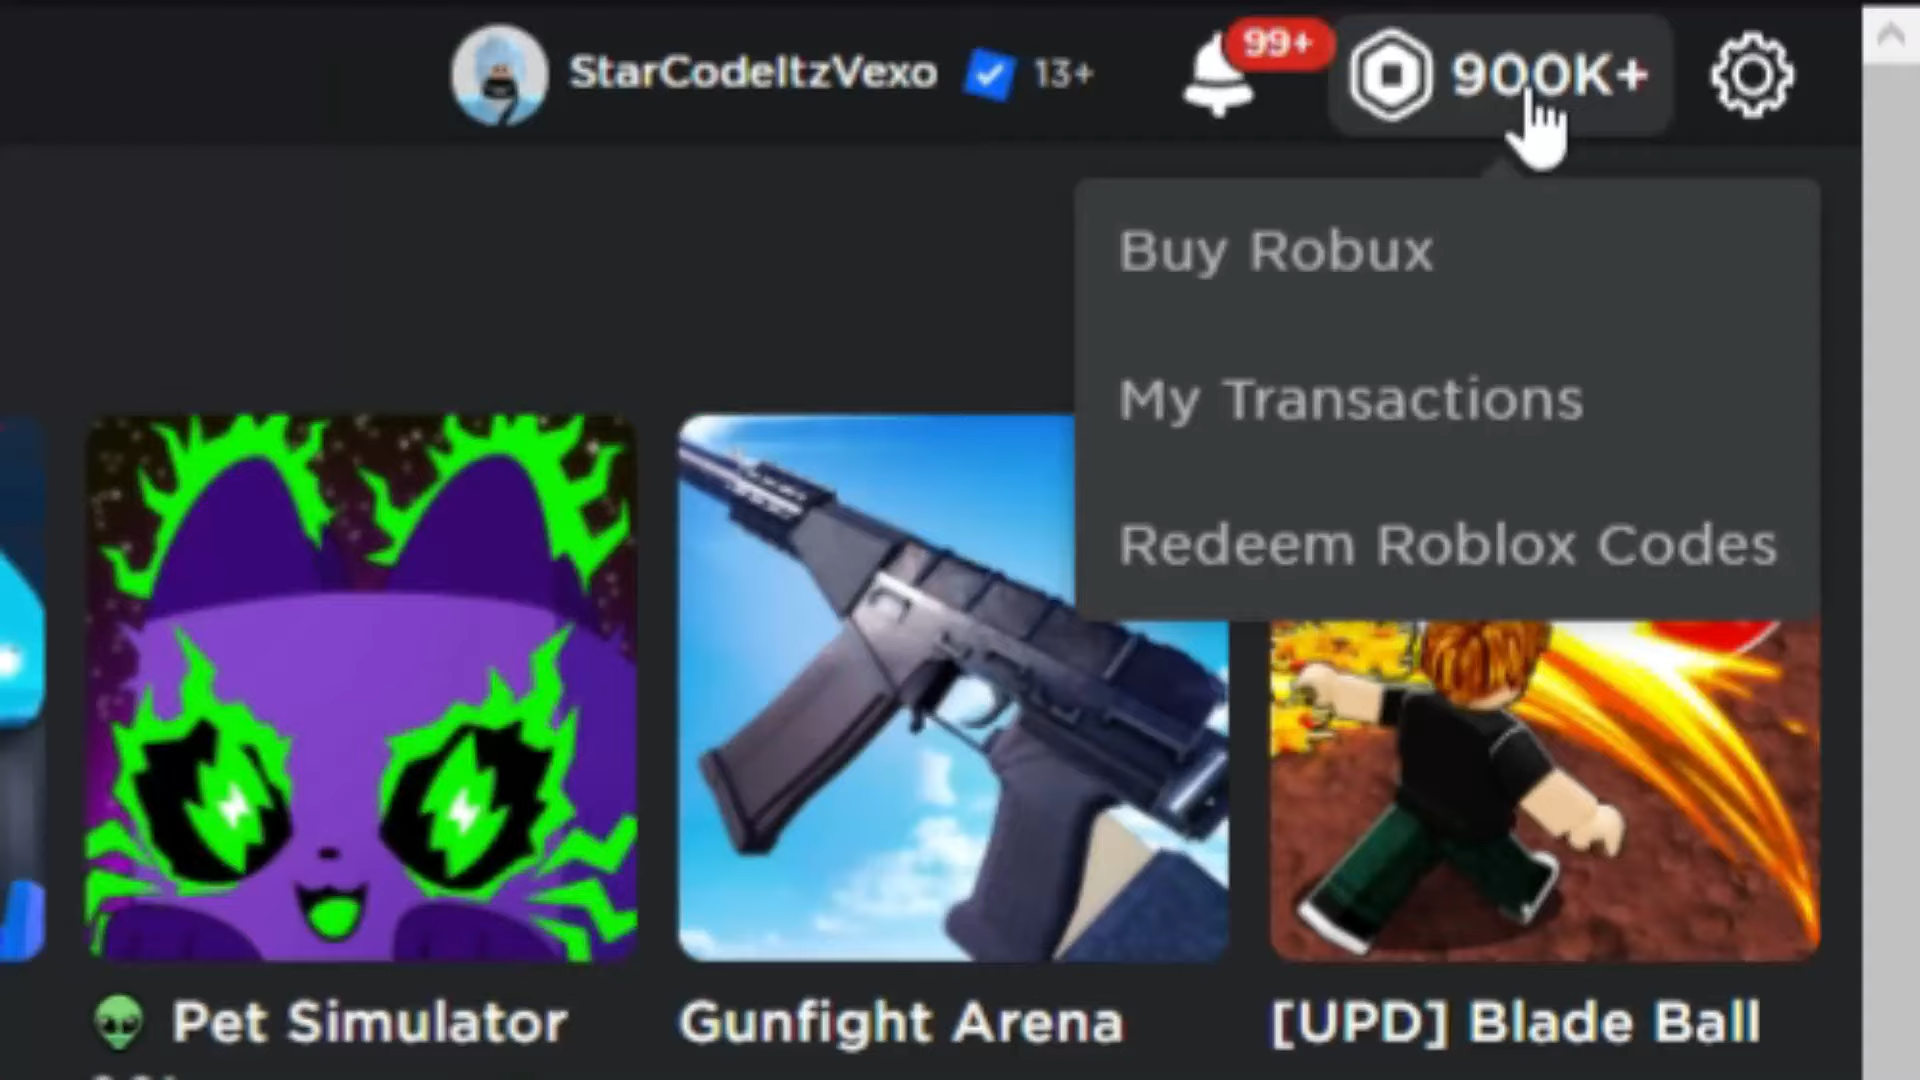 StarCodeItzVexo 13+ 99+ 900K+
Buy Robux
My Transactions
Redeem Roblox Codes
Pet Simulator
Gunfight Arena
[UPD] Blade Ball